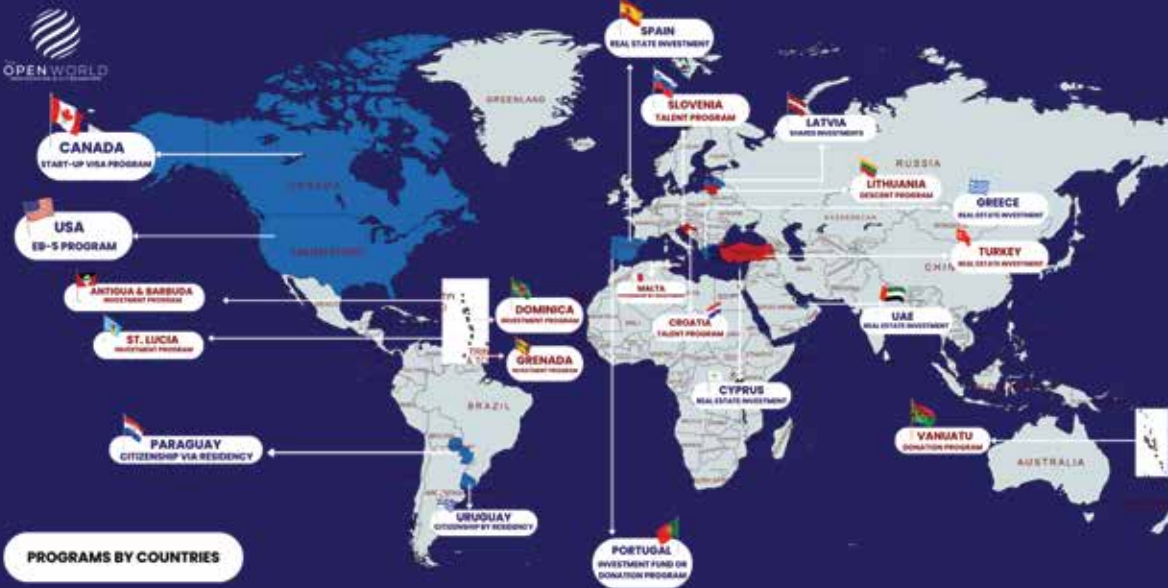 OPEN WORLD
SPAIN
REAL STATE INVESTMENT
SLOVENIA
TALENT PROGRAM
LATVIA
SHARES INVESTMENTS
GREENLAND
CANADA
START-UP VISA PROGRAM
RUSSIA
LITHUANIA
DESCENT PROGRAM
GREECE
REAL ESTATE INVESTMENT
USA
EB-5 PROGRAM
KAZAKHSTAN
TURKEY
REAL ESTATE INVESTMENT
CHIN
ANTIGUA & BARBUDA
INVESTMENT PROGRAM
DOMINICA
INVESTMENT PROGRAM
MALTA
UAE
REAL ESTATE INVESTMENT
CROATIA
TALENT PROGRAM
ST. LUCIA
INVESTMENT PROGRAM
GRENADA
INVESTMENT PROGRAM
CYPRUS
REAL ESTATE INVESTMENT
BRAZIL
PARAGUAY
CITIZENSHIP VIA RESIDENCY
VANUATU
DONATION PROGRAM
AUSTRALIA
URUGUAY
CITIZENSHIP BY RESIDENCY
PORTUGAL
INVESTMENT FUND OR
DONATION PROGRAM
PROGRAMS BY COUNTRIES